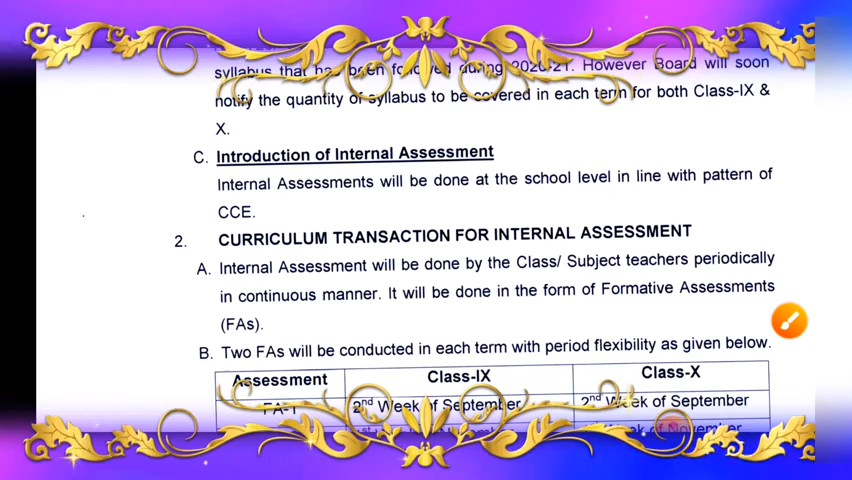 syllabus that has been followed during 2020-21. However Board will soon
notify the quantity of syllabus to be covered in each term for both Class-IX &
X.
C. Introduction of Internal Assessment
Internal Assessments will be done at the school level in line with pattern of
CCE.
2. CURRICULUM TRANSACTION FOR INTERNAL ASSESSMENT
A. Internal Assessment will be done by the Class/ Subject teachers periodically
in continuous manner. It will be done in the form of Formative Assessments
(FAs).
B. Two FAs will be conducted in each term with period flexibility as given below.
Assessment Class-IX Class-X
FA-1 2nd Week of September 2nd Week of September
Week of November